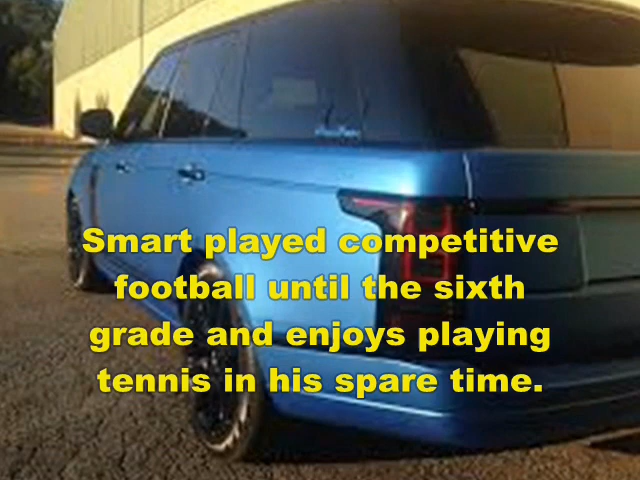 Smart played competitive
football until the sixth
grade and enjoys playing
tennis in his spare time.